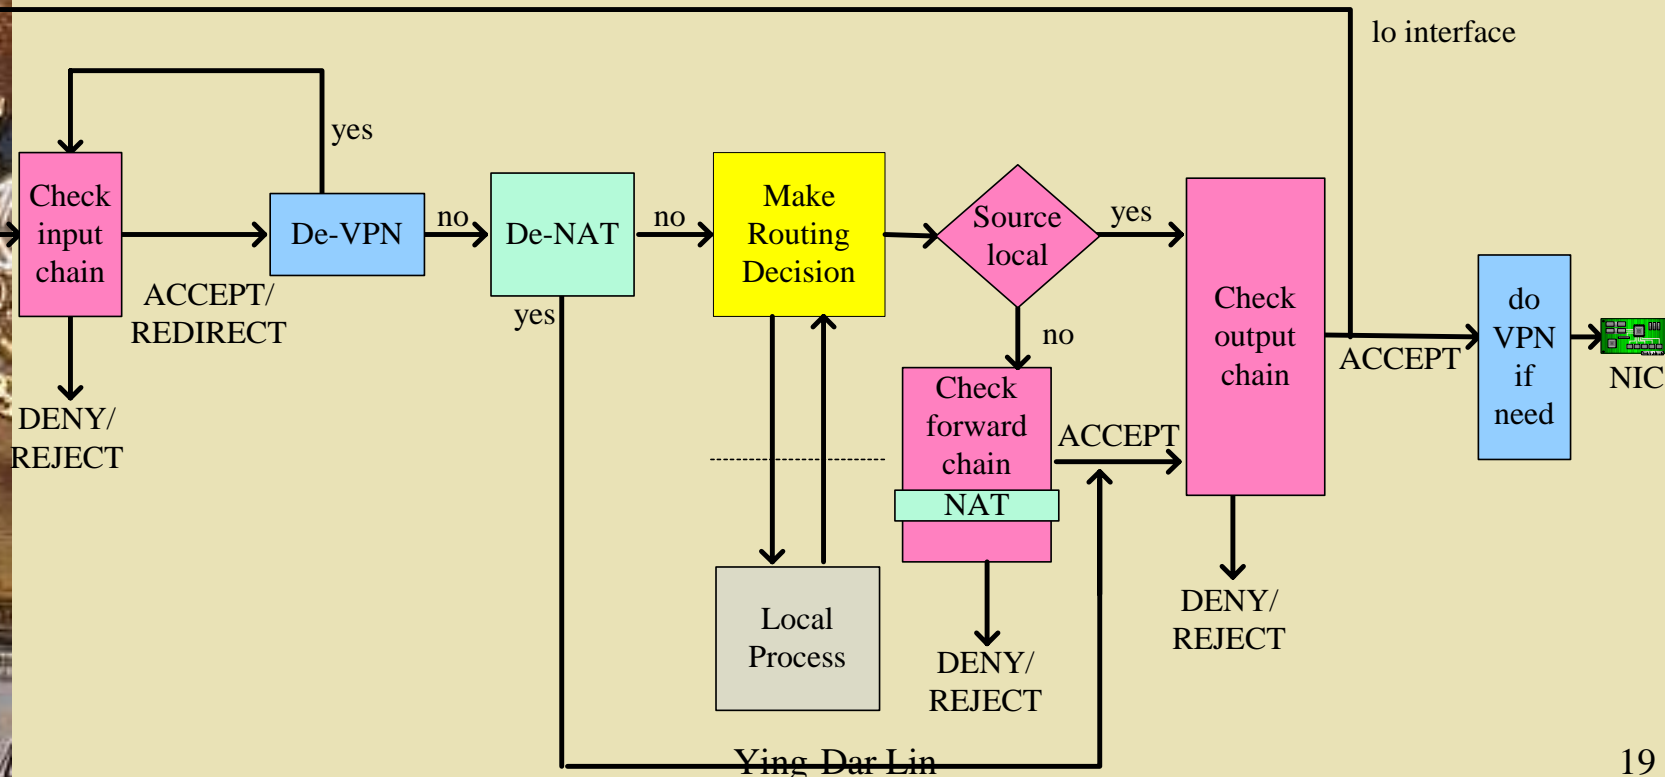 lo interface
yes
Check
input
chain
ACCEPT/
REDIRECT
DENY/
REJECT
De-VPN
no
De-NAT
no
yes
Make
Routing
Decision
Local
Process
Source
local
yes
no
Check
forward
chain
NAT
ACCEPT
DENY/
REJECT
Check
output
chain
DENY/
REJECT
ACCEPT
do
VPN
if
need
NIC
Ying-Dar Lin
19